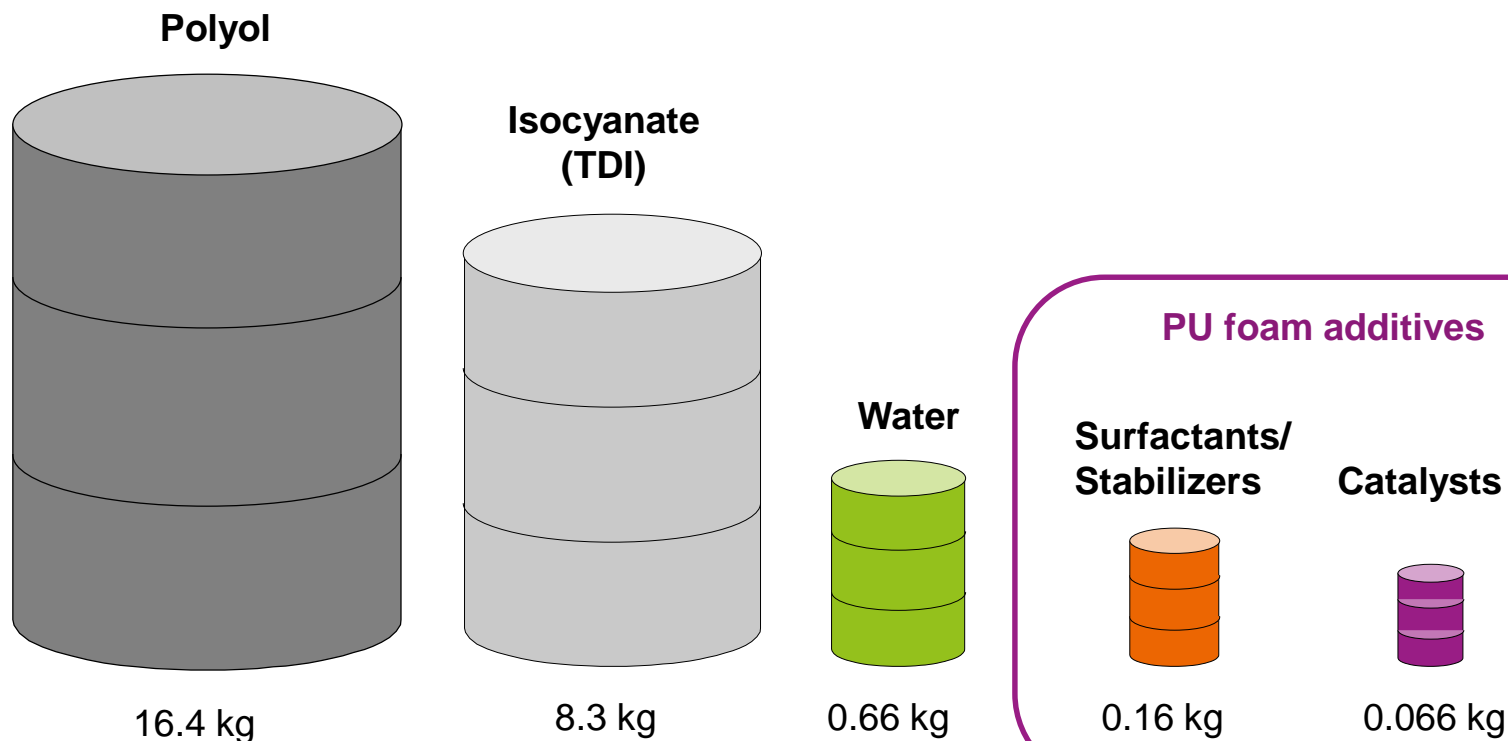 Polyol
Isocyanate
(TDI)
Water
PU foam additives
Surfactants/
Stabilizers
Catalysts
16.4 kg
8.3 kg
0.66 kg
0.16 kg
0.066 kg